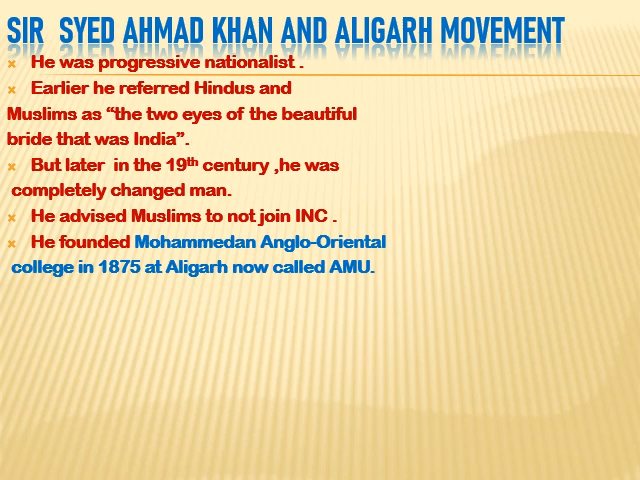 SIR SYED AHMAD KHAN AND ALIGARH MOVEMENT
He was progressive nationalist .
Earlier he referred Hindus and
Muslims as “the two eyes of the beautiful
bride that was India”.
But later in the 19th century ,he was
completely changed man.
He advised Muslims to not join INC .
He founded Mohammedan Anglo-Oriental
college in 1875 at Aligarh now called AMU.